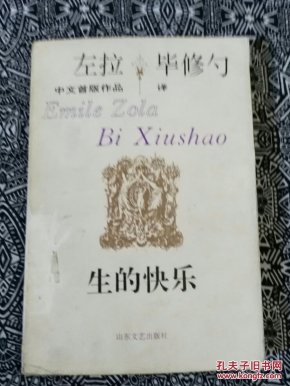 左拉 毕修勺
中文首版作品 译
Emile Zola
Bi Xiushao
生的快乐
山东文艺出版社
孔夫子旧书网